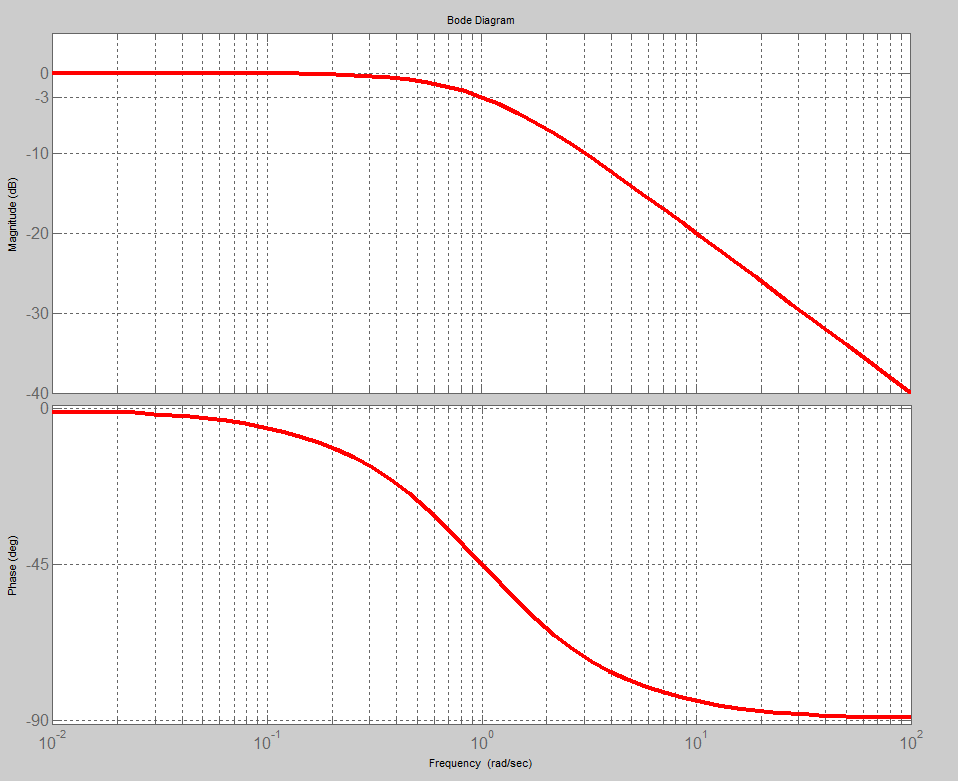 Bode Diagram
Magnitude (dB)
0
-3
-10
-20
-30
-40
Phase (deg)
0
-45
-90
10^-2 10^-1 10^0 10^1 10^2
Frequency (rad/sec)